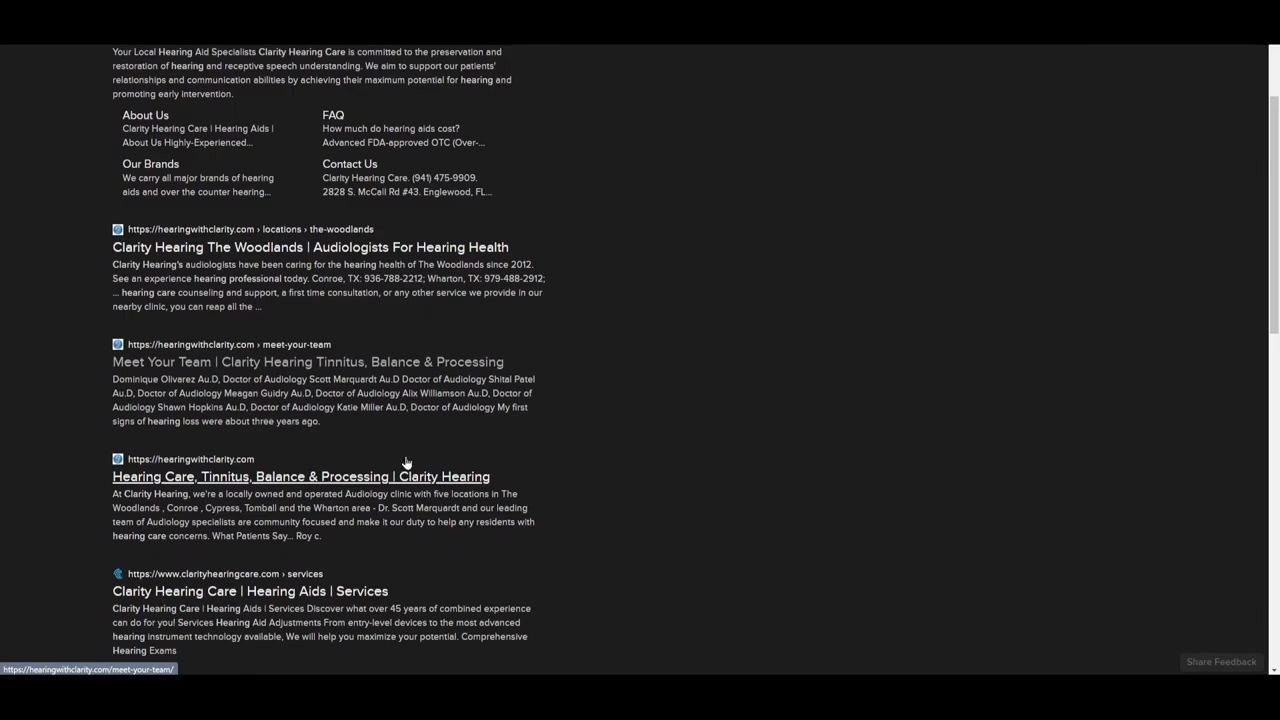 Your Local Hearing Aid Specialists Clarity Hearing Care is committed to the preservation and
restoration of hearing and receptive speech understanding. We aim to support our patients'
relationships and communication abilities by achieving their maximum potential for hearing and
promoting early intervention.
About Us
Clarity Hearing Care | Hearing Aids |
About Us Highly-Experienced...
FAQ
How much do hearing aids cost?
Advanced FDA-approved OTC (Over-...
Our Brands
We carry all major brands of hearing
aids and over the counter hearing...
Contact Us
Clarity Hearing Care. (941) 475-9909.
2828 S. McCall Rd #43. Englewood, FL...
https://hearingwithclarity.com › locations › the-woodlands
Clarity Hearing The Woodlands | Audiologists For Hearing Health
Clarity Hearing's audiologists have been caring for the hearing health of The Woodlands since 2012.
See an experience hearing professional today. Conroe, TX: 936-788-2212; Wharton, TX: 979-488-2912;
... hearing care counseling and support, a first time consultation, or any other service we provide in our
nearby clinic, you can reap all the ...
https://hearingwithclarity.com › meet-your-team
Meet Your Team | Clarity Hearing Tinnitus, Balance & Processing
Dominique Olivarez Au.D, Doctor of Audiology Scott Marquardt Au.D Doctor of Audiology Shital Patel
Au.D, Doctor of Audiology Meagan Guidry Au.D, Doctor of Audiology Alix Williamson Au.D, Doctor of
Audiology Shawn Hopkins Au.D, Doctor of Audiology Katie Miller Au.D, Doctor of Audiology My first
signs of hearing loss were about three years ago.
https://hearingwithclarity.com
Hearing Care, Tinnitus, Balance & Processing | Clarity Hearing
At Clarity Hearing, we're a locally owned and operated Audiology clinic with five locations in The
Woodlands , Conroe , Cypress, Tomball and the Wharton area - Dr. Scott Marquardt and our leading
team of Audiology specialists are community focused and make it our duty to help any residents with
hearing care concerns. What Patients Say... Roy c.
https://www.clarityhearingcare.com › services
Clarity Hearing Care | Hearing Aids | Services
Clarity Hearing Care | Hearing Aids | Services Discover what over 45 years of combined experience
can do for you! Services Hearing Aid Adjustments From entry-level devices to the most advanced
hearing instrument technology available, We will help you maximize your potential. Comprehensive
Hearing Exams
Share Feedback
https://hearingwithclarity.com/meet-your-team/